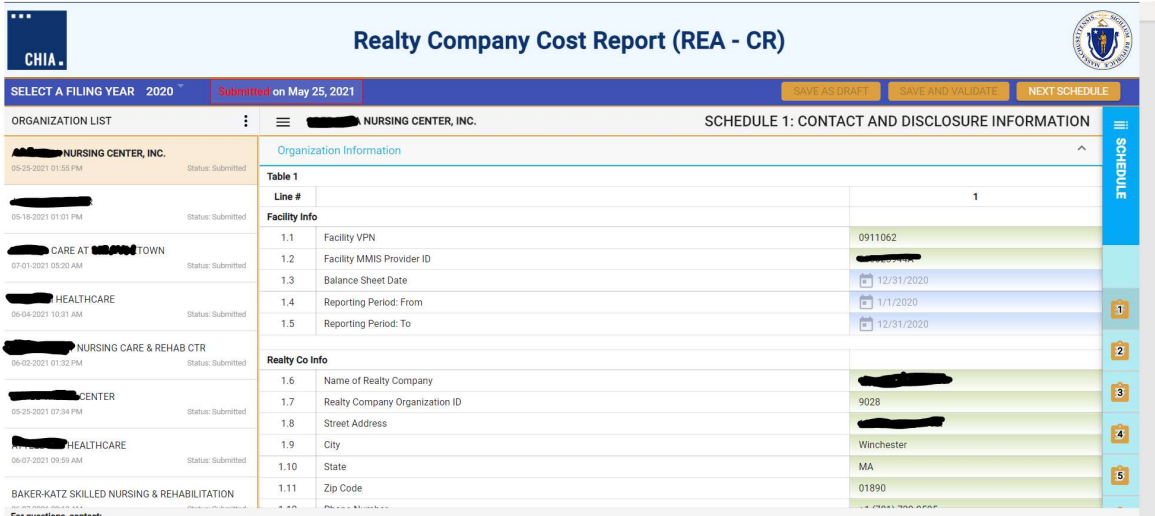 CHIA.
Realty Company Cost Report (REA - CR)
SELECT A FILING YEAR 2020 Submitted on May 25, 2021 SAVE AS DRAFT SAVE AND VALIDATE NEXT SCHEDULE
ORGANIZATION LIST
NURSING CENTER, INC. SCHEDULE 1: CONTACT AND DISCLOSURE INFORMATION
SCHEDULE
NURSING CENTER, INC.
05-25-2021 01:55 PM Status: Submitted
05-18-2021 01:01 PM Status: Submitted
CARE AT TOWN
07-01-2021 05:20 AM Status: Submitted
HEALTHCARE
06-04-2021 10:31 AM Status: Submitted
NURSING CARE & REHAB CTR
06-02-2021 01:32 PM Status: Submitted
CENTER
05-25-2021 07:34 PM Status: Submitted
HEALTHCARE
06-07-2021 09:59 AM Status: Submitted
BAKER-KATZ SKILLED NURSING & REHABILITATION
For questions, contact:
Organization Information
Table 1
Line # 1
Facility Info
1.1 Facility VPN 0911062
1.2 Facility MMIS Provider ID
1.3 Balance Sheet Date 12/31/2020
1.4 Reporting Period: From 1/1/2020
1.5 Reporting Period: To 12/31/2020
Realty Co Info
1.6 Name of Realty Company
1.7 Realty Company Organization ID 9028
1.8 Street Address
1.9 City Winchester
1.10 State MA
1.11 Zip Code 01890
1
2
3
4
5